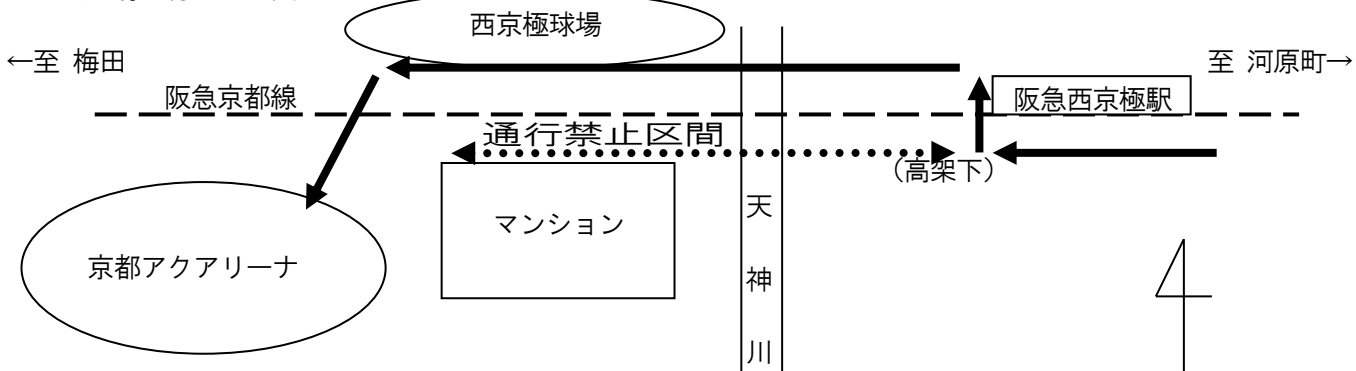 西京極球場
←至 梅田
至 河原町→
阪急京都線
阪急西京極駅
通行禁止区間
(高架下)
マンション
天神川
京都アクアリーナ